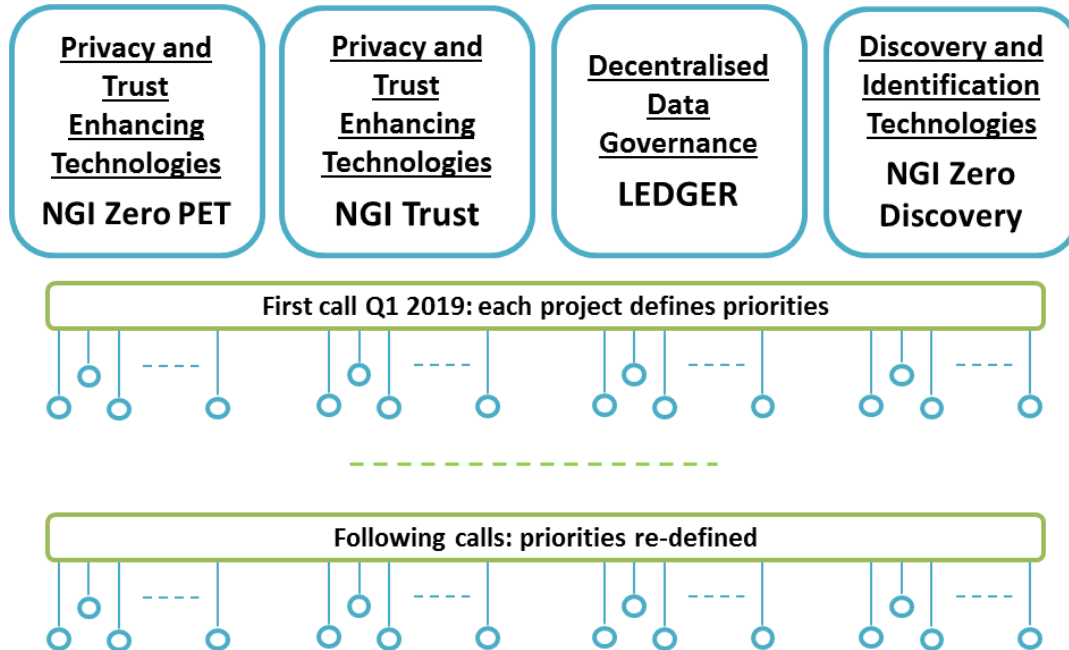 Privacy and
Trust
Enhancing
Technologies
NGI Zero PET
Privacy and
Trust
Enhancing
Technologies
NGI Trust
Decentralised
Data
Governance
LEDGER
Discovery and
Identification
Technologies
NGI Zero
Discovery
First call Q1 2019: each project defines priorities
Following calls: priorities re-defined